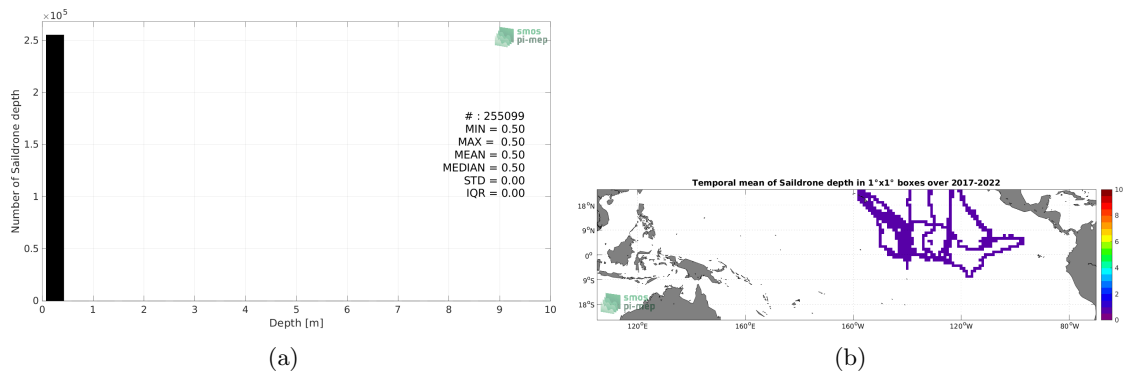 ×10⁵
2.5
2
1.5
1
0.5
0
Number of Saildrone depth
smos
pi-mep
# : 255099
MIN = 0.50
MAX = 0.50
MEAN = 0.50
MEDIAN = 0.50
STD = 0.00
IQR = 0.00
0 1 2 3 4 5 6 7 8 9 10
Depth [m]
(a)
Temporal mean of Saildrone depth in 1°x1° boxes over 2017-2022
18°N
9°N
0°
9°S
18°S
smos
pi-mep
120°E 160°E 160°W 120°W 80°W
10
8
6
4
2
0
(b)